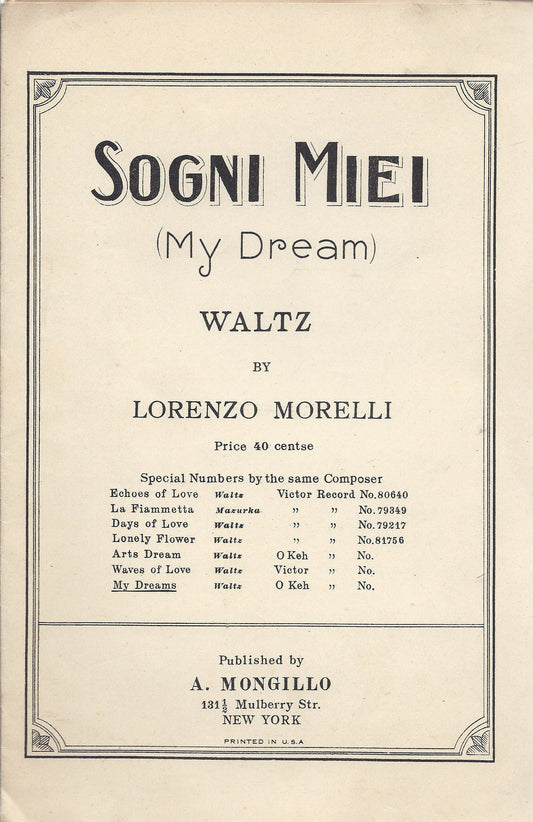 SOGNI MIEI
(My Dream)
WALTZ
BY
LORENZO MORELLI
Price 40 centse
Special Numbers by the same Composer
Echoes of Love Waltz Victor Record No. 80640
La Fiammetta Mazurka " " No. 79349
Days of Love Waltz " " No. 79217
Lonely Flower Waltz " " No. 81756
Arts Dream Waltz O Keh " No.
Waves of Love Waltz Victor " No.
My Dreams Waltz O Keh " No.
Published by
A. MONGILLO
131½ Mulberry Str.
NEW YORK
PRINTED IN U.S.A